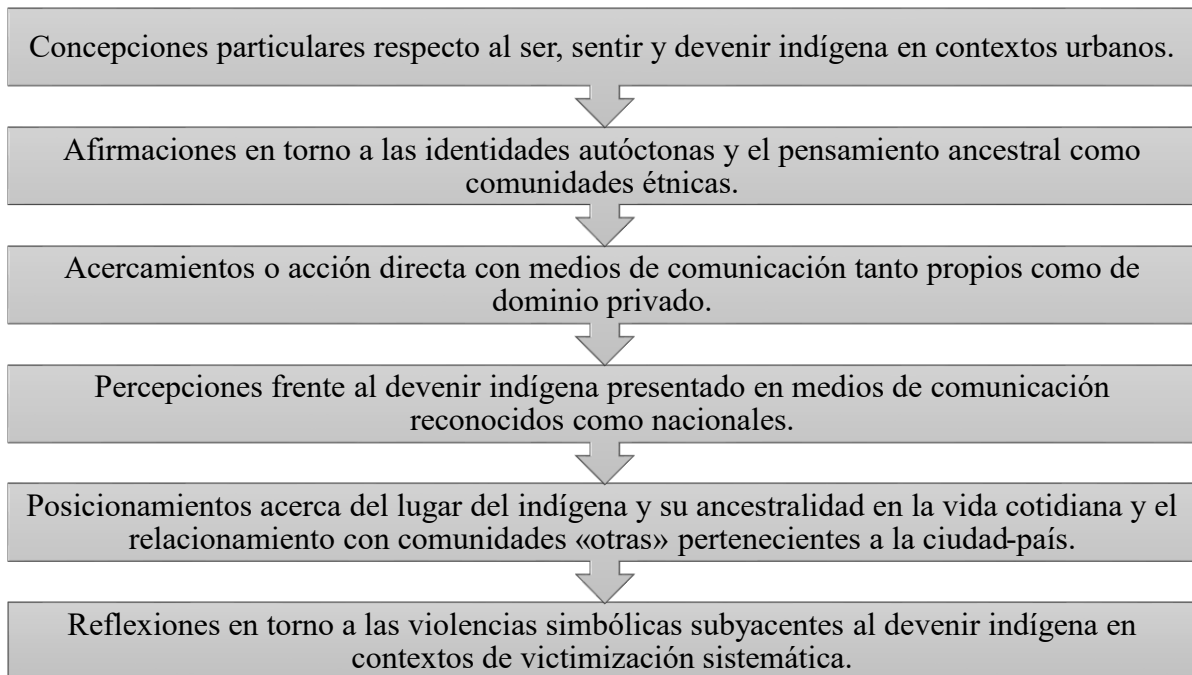 Concepciones particulares respecto al ser, sentir y devenir indígena en contextos urbanos.
Afirmaciones en torno a las identidades autóctonas y el pensamiento ancestral como
comunidades étnicas.
Acercamientos o acción directa con medios de comunicación tanto propios como de
dominio privado.
Percepciones frente al devenir indígena presentado en medios de comunicación
reconocidos como nacionales.
Posicionamientos acerca del lugar del indígena y su ancestralidad en la vida cotidiana y el
relacionamiento con comunidades «otras» pertenecientes a la ciudad-país.
Reflexiones en torno a las violencias simbólicas subyacentes al devenir indígena en
contextos de victimización sistemática.